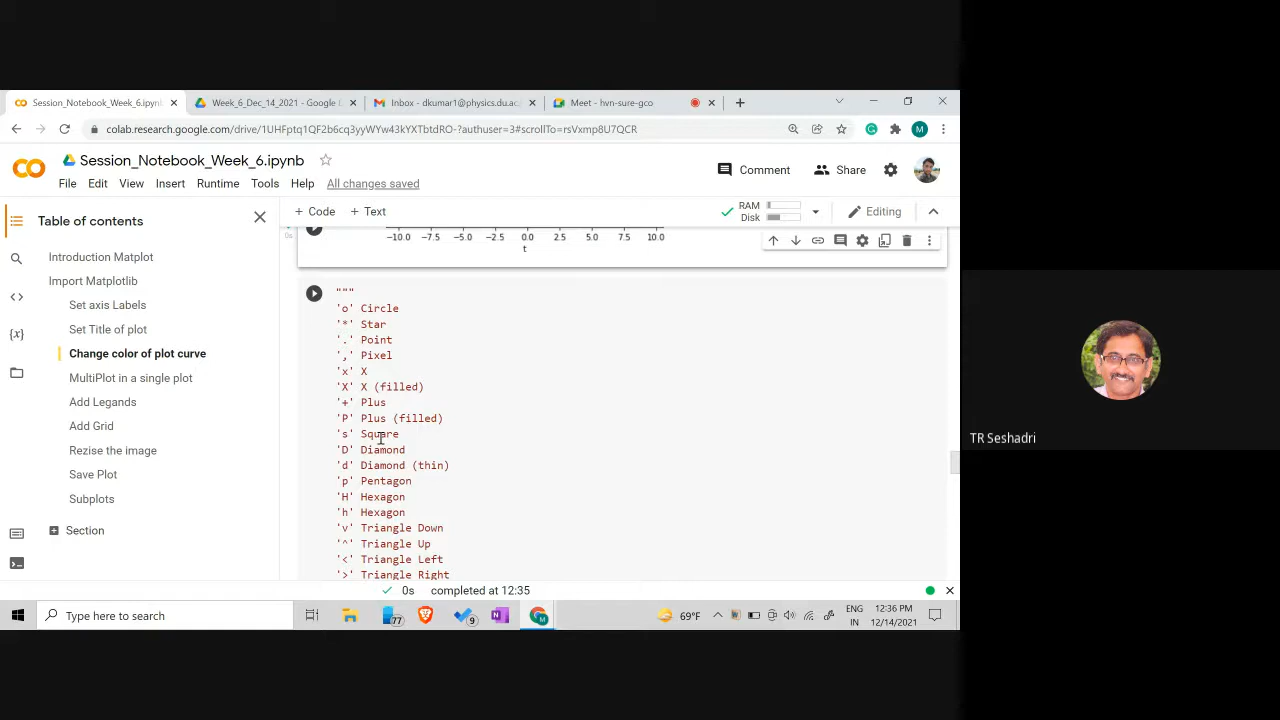 Session_Notebook_Week_6.ipynb
Week_6_Dec_14_2021 - Google D
Inbox - dkumar1@physics.du.ac.
Meet - hvn-sure-gco
colab.research.google.com/drive/1UHFptq1QF2b6cq3yyWYw43kYXTbtdRO-?authuser=3#scrollTo=rsVxmp8U7QCR
M
CO
Session_Notebook_Week_6.ipynb
Comment
Share
File Edit View Insert Runtime Tools Help All changes saved
Table of contents
+ Code + Text
RAM
Disk
Editing
Introduction Matplot
Import Matplotlib
Set axis Labels
Set Title of plot
Change color of plot curve
MultiPlot in a single plot
Add Legands
Add Grid
Rezise the image
Save Plot
Subplots
Section
0s
−10.0 −7.5 −5.0 −2.5 0.0 2.5 5.0 7.5 10.0
t
"""
'o' Circle
'*' Star
'.' Point
',' Pixel
'x' X
'X' X (filled)
'+' Plus
'P' Plus (filled)
's' Square
'D' Diamond
'd' Diamond (thin)
'p' Pentagon
'H' Hexagon
'h' Hexagon
'v' Triangle Down
'^' Triangle Up
'<' Triangle Left
'>' Triangle Right
0s completed at 12:35
TR Seshadri
Type here to search
77
9
69°F
ENG
IN
12:36 PM
12/14/2021